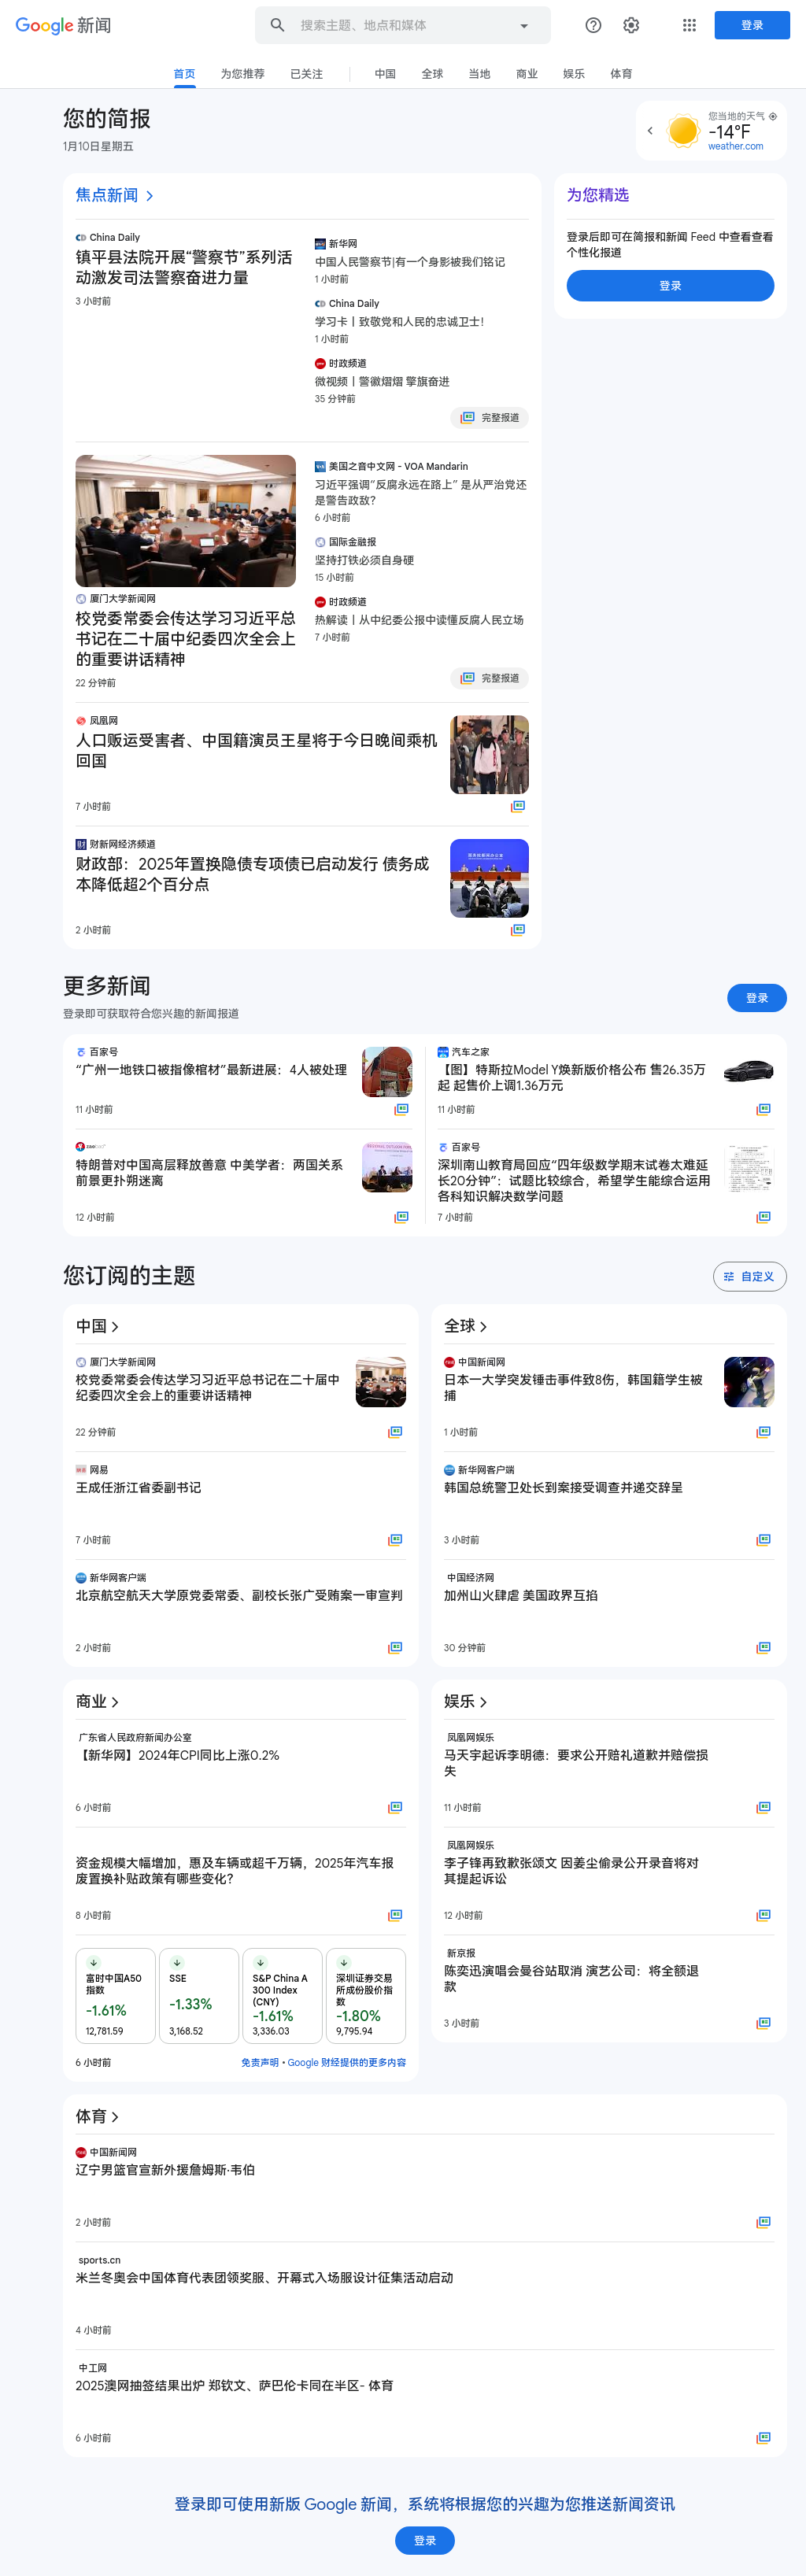 Google 新闻
搜索主题、地点和媒体
登录
首页
为您推荐
已关注
中国
全球
当地
商业
娱乐
体育
您的简报
1月10日星期五
您当地的天气
-14°F
weather.com
焦点新闻
China Daily
镇平县法院开展“警察节”系列活
动激发司法警察奋进力量
3 小时前
新华网
中国人民警察节|有一个身影被我们铭记
1 小时前
China Daily
学习卡丨致敬党和人民的忠诚卫士！
1 小时前
时政频道
微视频丨警徽熠熠 擎旗奋进
35 分钟前
完整报道
为您精选
登录后即可在简报和新闻 Feed 中查看查看
个性化报道
登录
厦门大学新闻网
校党委常委会传达学习习近平总
书记在二十届中纪委四次全会上
的重要讲话精神
22 分钟前
美国之音中文网 - VOA Mandarin
习近平强调“反腐永远在路上” 是从严治党还
是警告政敌？
6 小时前
国际金融报
坚持打铁必须自身硬
15 小时前
时政频道
热解读丨从中纪委公报中读懂反腐人民立场
7 小时前
完整报道
凤凰网
人口贩运受害者、中国籍演员王星将于今日晚间乘机
回国
7 小时前
财新网经济频道
财政部：2025年置换隐债专项债已启动发行 债务成
本降低超2个百分点
2 小时前
更多新闻
登录即可获取符合您兴趣的新闻报道
登录
百家号
“广州一地铁口被指像棺材”最新进展：4人被处理
11 小时前
汽车之家
【图】特斯拉Model Y焕新版价格公布 售26.35万
起 起售价上调1.36万元
11 小时前
特朗普对中国高层释放善意 中美学者：两国关系
前景更扑朔迷离
12 小时前
百家号
深圳南山教育局回应“四年级数学期末试卷太难延
长20分钟”：试题比较综合，希望学生能综合运用
各科知识解决数学问题
7 小时前
您订阅的主题
自定义
中国
厦门大学新闻网
校党委常委会传达学习习近平总书记在二十届中
纪委四次全会上的重要讲话精神
22 分钟前
网易
王成任浙江省委副书记
7 小时前
新华网客户端
北京航空航天大学原党委常委、副校长张广受贿案一审宣判
2 小时前
全球
中国新闻网
日本一大学突发锤击事件致8伤，韩国籍学生被
捕
1 小时前
新华网客户端
韩国总统警卫处长到案接受调查并递交辞呈
3 小时前
中国经济网
加州山火肆虐 美国政界互掐
30 分钟前
商业
广东省人民政府新闻办公室
【新华网】2024年CPI同比上涨0.2%
6 小时前
资金规模大幅增加，惠及车辆或超千万辆，2025年汽车报
废置换补贴政策有哪些变化？
8 小时前
富时中国A50
指数
-1.61%
12,781.59
SSE
-1.33%
3,168.52
S&P China A
300 Index
(CNY)
-1.61%
3,336.03
深圳证券交易
所成份股价指
数
-1.80%
9,795.94
6 小时前
免责声明 • Google 财经提供的更多内容
娱乐
凤凰网娱乐
马天宇起诉李明德：要求公开赔礼道歉并赔偿损
失
11 小时前
凤凰网娱乐
李子锋再致歉张颂文 因姜尘偷录公开录音将对
其提起诉讼
12 小时前
新京报
陈奕迅演唱会曼谷站取消 演艺公司：将全额退
款
3 小时前
体育
中国新闻网
辽宁男篮官宣新外援詹姆斯·韦伯
2 小时前
sports.cn
米兰冬奥会中国体育代表团领奖服、开幕式入场服设计征集活动启动
4 小时前
中工网
2025澳网抽签结果出炉 郑钦文、萨巴伦卡同在半区- 体育
6 小时前
登录即可使用新版 Google 新闻，系统将根据您的兴趣为您推送新闻资讯
登录